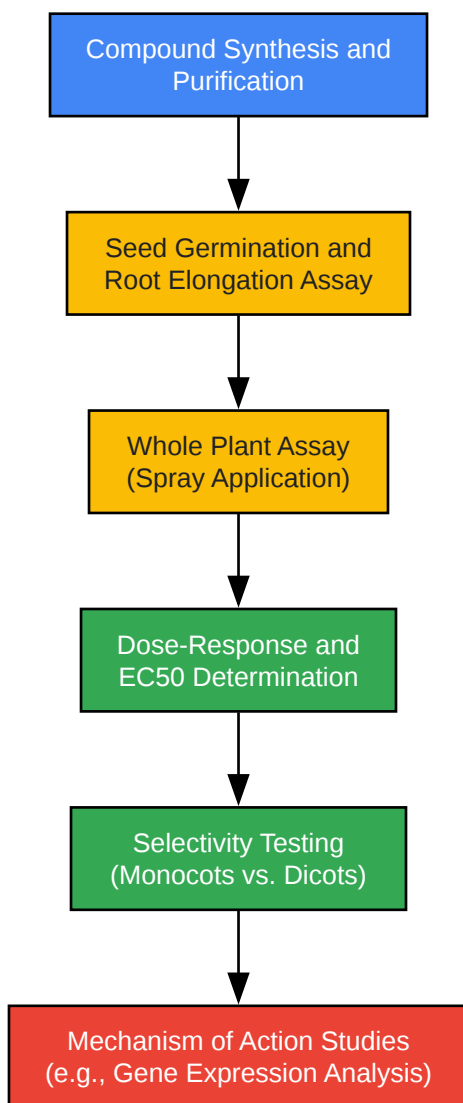 Compound Synthesis and
Purification
Seed Germination and
Root Elongation Assay
Whole Plant Assay
(Spray Application)
Dose-Response and
EC50 Determination
Selectivity Testing
(Monocots vs. Dicots)
Mechanism of Action Studies
(e.g., Gene Expression Analysis)